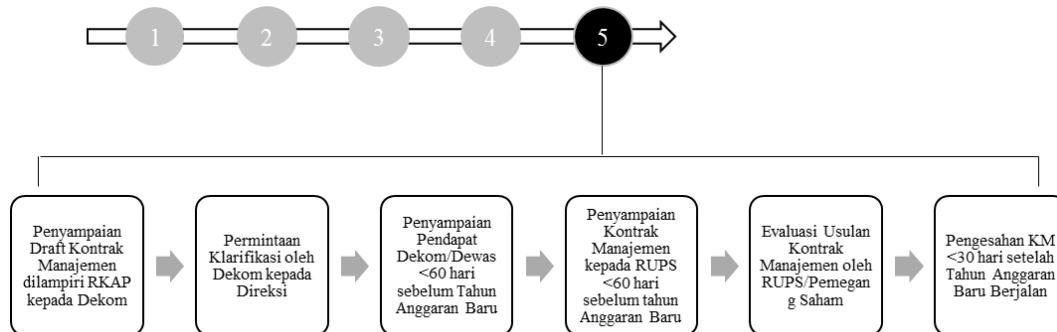 1
2
3
4
5
Penyampaian
Draft Kontrak
Manajemen
dilampiri RKAP
kepada Dekom
Permintaan
Klarifikasi oleh
Dekom kepada
Direksi
Penyampaian
Pendapat
Dekom/Dewas
<60 hari
sebelum Tahun
Anggaran Baru
Penyampaian
Kontrak
Manajemen
kepada RUPS
<60 hari
sebelum tahun
Anggaran Baru
Evaluasi Usulan
Kontrak
Manajemen oleh
RUPS/Pemegan
g Saham
Pengesahan KM
<30 hari setelah
Tahun Anggaran
Baru Berjalan